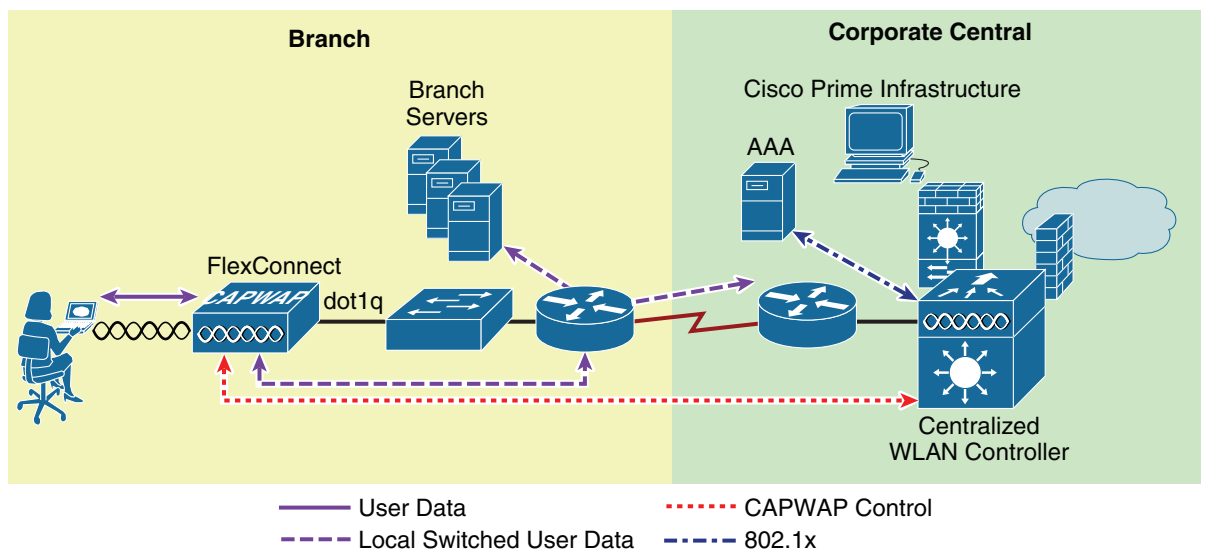 Branch
Corporate Central
Branch
Servers
Cisco Prime Infrastructure
AAA
FlexConnect
CAPWAP
dot1q
Centralized
WLAN Controller
User Data
CAPWAP Control
Local Switched User Data
802.1x